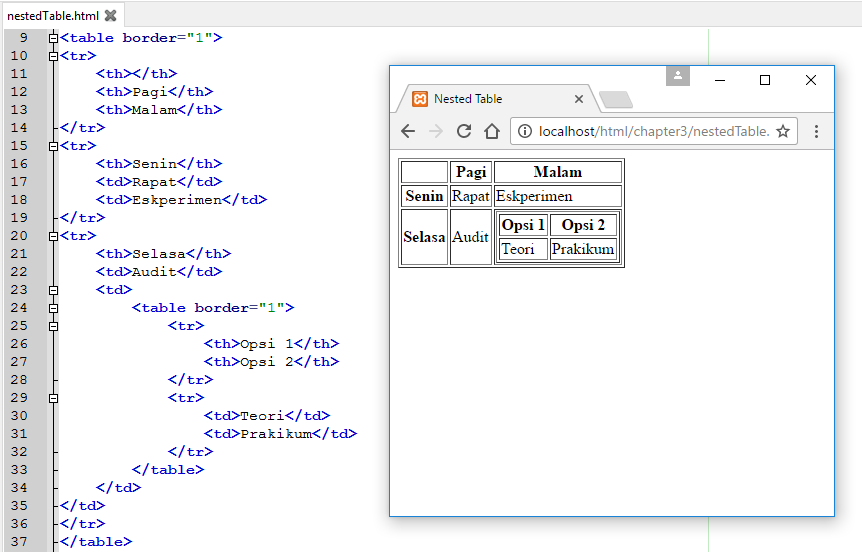 nestedTable.html
9 <table border="1">
10 <tr>
11 <th></th>
12 <th>Pagi</th>
13 <th>Malam</th>
14 </tr>
15 <tr>
16 <th>Senin</th>
17 <td>Rapat</td>
18 <td>Eskperimen</td>
19 </tr>
20 <tr>
21 <th>Selasa</th>
22 <td>Audit</td>
23 <td>
24 <table border="1">
25 <tr>
26 <th>Opsi 1</th>
27 <th>Opsi 2</th>
28 </tr>
29 <tr>
30 <td>Teori</td>
31 <td>Prakikum</td>
32 </tr>
33 </table>
34 </td>
35 </td>
36 </tr>
37 </table>
Nested Table
localhost/html/chapter3/nestedTable.
Pagi Malam
Senin Rapat Eskperimen
Selasa Audit
Opsi 1 Opsi 2
Teori Prakikum